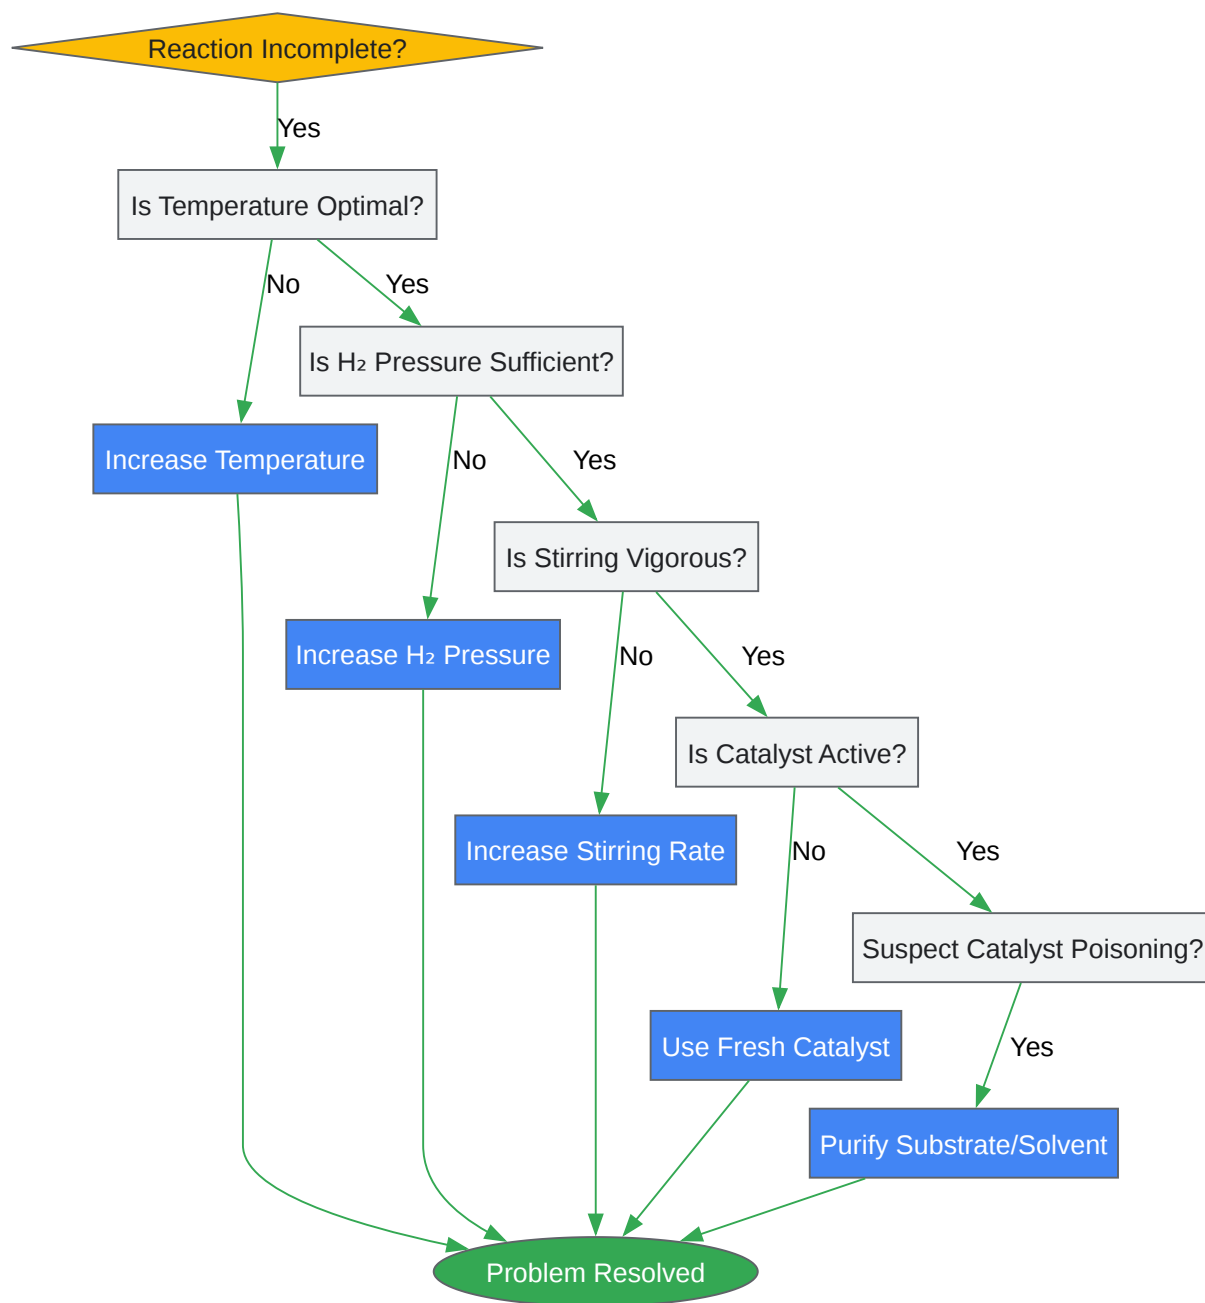 Reaction Incomplete?
Yes
Is Temperature Optimal?
No
Yes
Is H₂ Pressure Sufficient?
Increase Temperature
No
Yes
Is Stirring Vigorous?
Increase H₂ Pressure
No
Yes
Is Catalyst Active?
Increase Stirring Rate
No
Yes
Suspect Catalyst Poisoning?
Use Fresh Catalyst
Yes
Purify Substrate/Solvent
Problem Resolved